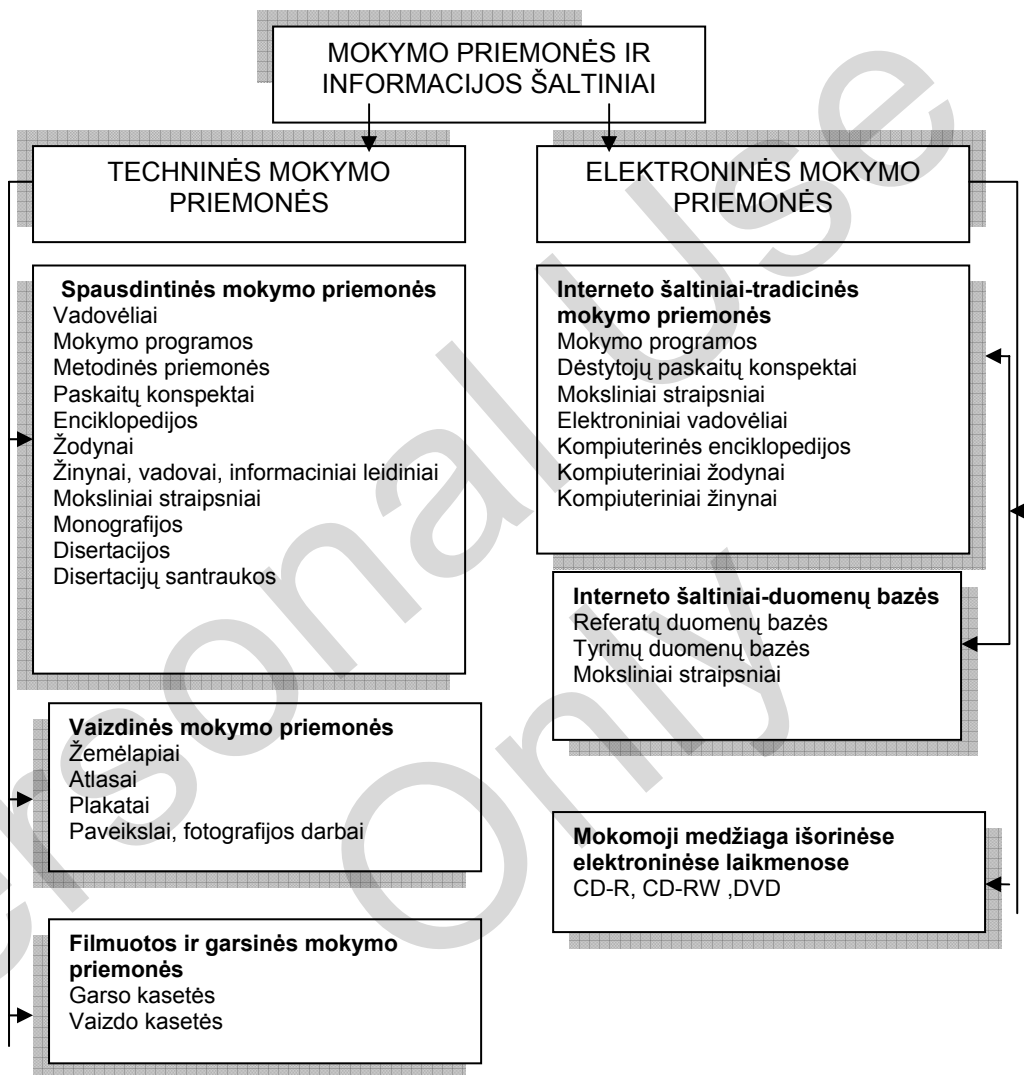 MOKYMO PRIEMONĖS IR
INFORMACIJOS ŠALTINIAI
TECHNINĖS MOKYMO
PRIEMONĖS
Spausdintinės mokymo priemonės
Vadovėliai
Mokymo programos
Metodinės priemonės
Paskaitų konspektai
Enciklopedijos
Žodynai
Žinynai, vadovai, informaciniai leidiniai
Moksliniai straipsniai
Monografijos
Disertacijos
Disertacijų santraukos
Vaizdinės mokymo priemonės
Žemėlapiai
Atlasai
Plakatai
Paveikslai, fotografijos darbai
Filmuotos ir garsinės mokymo
priemonės
Garso kasetės
Vaizdo kasetės
ELEKTRONINĖS MOKYMO
PRIEMONĖS
Interneto šaltiniai-tradicinės
mokymo priemonės
Mokymo programos
Dėstytojų paskaitų konspektai
Moksliniai straipsniai
Elektroniniai vadovėliai
Kompiuterinės enciklopedijos
Kompiuteriniai žodynai
Kompiuteriniai žinynai
Interneto šaltiniai-duomenų bazės
Referatų duomenų bazės
Tyrimų duomenų bazės
Moksliniai straipsniai
Mokomoji medžiaga išorinėse
elektroninėse laikmenose
CD-R, CD-RW ,DVD
ersonal Use
Only